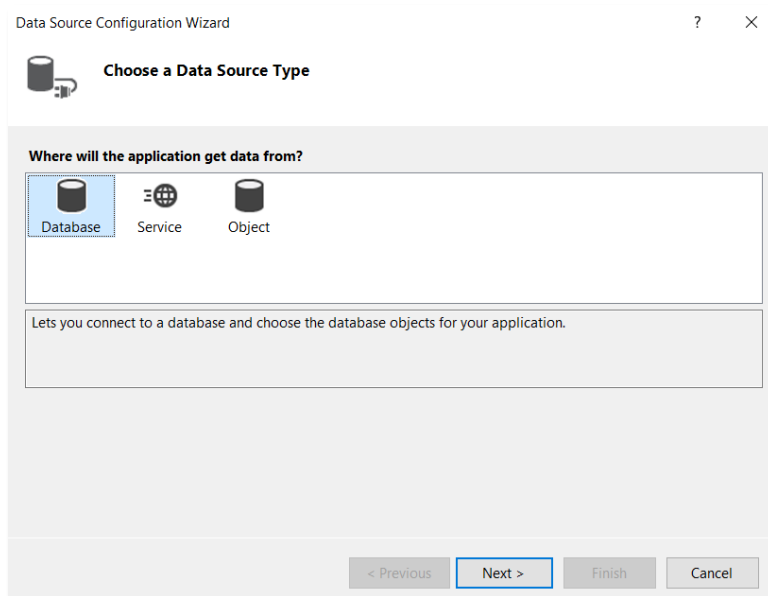 Data Source Configuration Wizard
?
Choose a Data Source Type
Where will the application get data from?
Database
Service
Object
Lets you connect to a database and choose the database objects for your application.
< Previous
Next >
Finish
Cancel